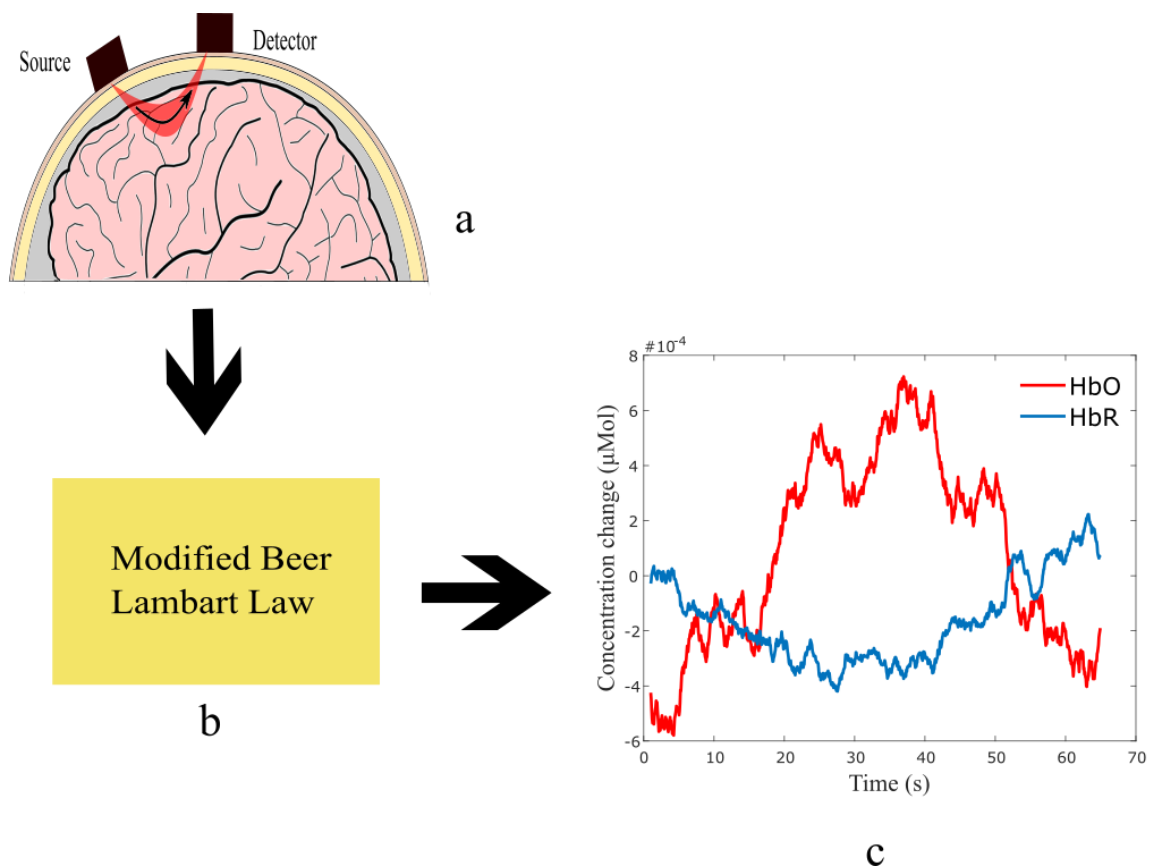 Source
Detector
a
Modified Beer
Lambart Law
b
#10-4
8
6
4
2
0
-2
-4
-6
0 10 20 30 40 50 60 70
Concentration change (μMol)
Time (s)
HbO
HbR
c